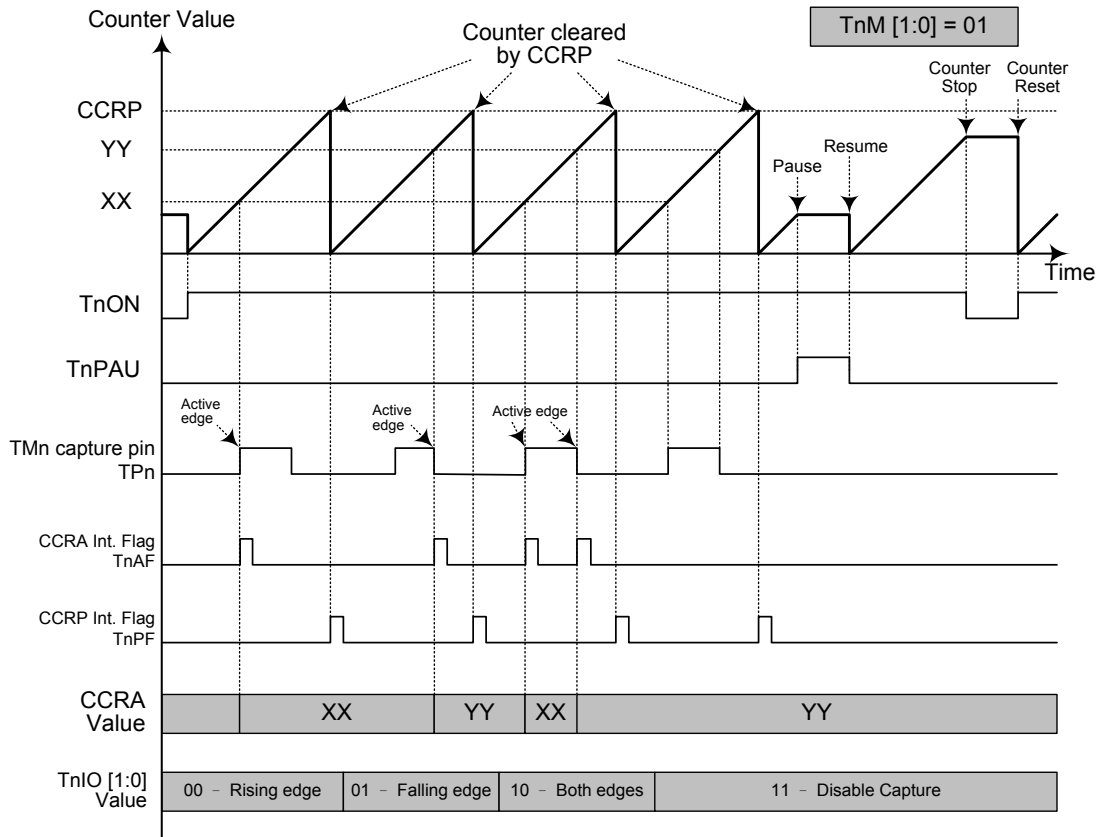 Counter Value
Counter cleared
by CCRP
TnM [1:0] = 01
Counter
Stop
Counter
Reset
CCRP
YY
XX
Pause
Resume
Time
TnON
TnPAU
Active
edge
Active
edge
Active edge
TMn capture pin
TPn
CCRA Int. Flag
TnAF
CCRP Int. Flag
TnPF
CCRA
Value
XX
YY
XX
YY
TnIO [1:0]
Value
00 – Rising edge
01 – Falling edge
10 – Both edges
11 – Disable Capture